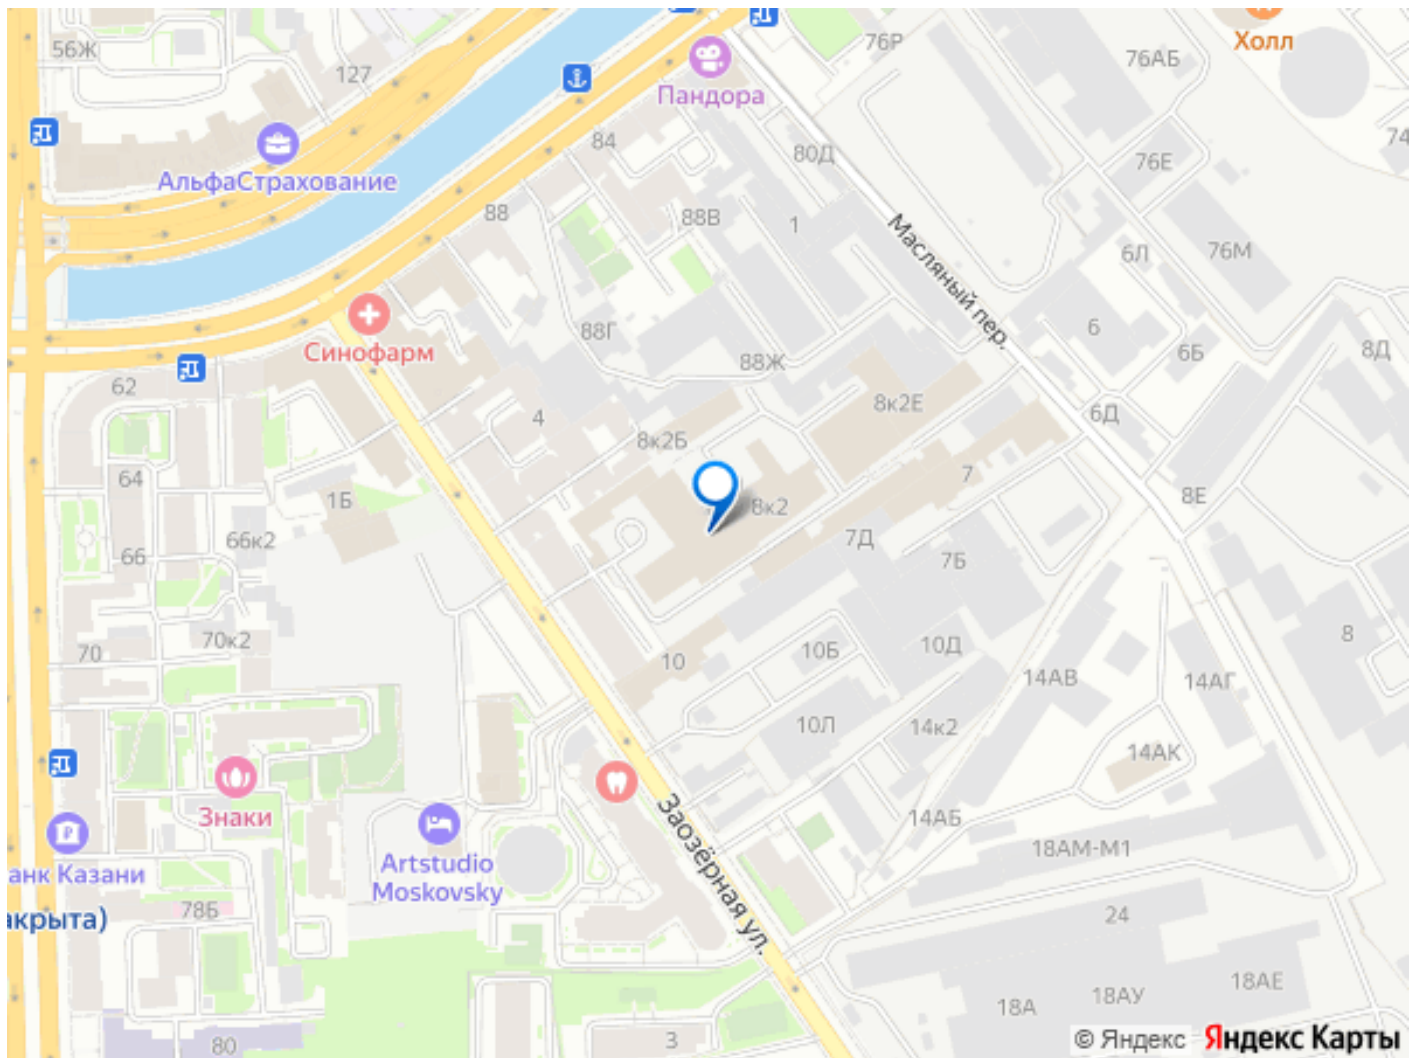 Холл
76Р
56Ж
76АБ
127
Пандора
84
74
80Д
76Е
АльфаСтрахование
88
88В
1
Масляный пер.
6Л
76М
88Г
6
Синофарм
88Ж
6Б
8Д
62
8к2Е
4
6Д
8к2Б
64
7
1Б
8Е
8к2
66к2
7Д
66
7Б
70к2
8
70
10
10Б
10Д
14АВ
14АГ
10Л
14к2
14АК
Знаки
Заозёрная ул.
14АБ
18АМ-М1
Artstudio
Moskovsky
анк Казани
78Б
акрыта)
24
18АЕ
18АУ
18А
80
3
© Яндекс Яндекс Карты